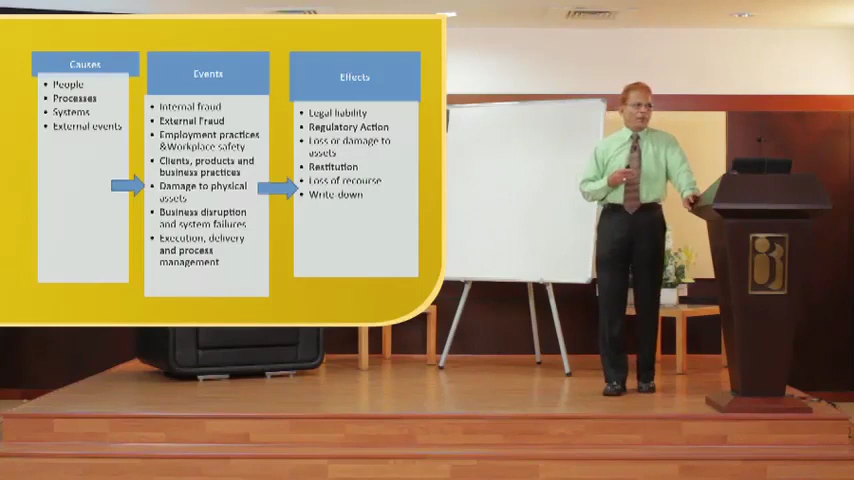 Causes
• People
• Processes
• Systems
• External events
Events
• Internal fraud
• External Fraud
• Employment practices
&Workplace safety
• Clients, products and
business practices
• Damage to physical
assets
• Business disruption
and system failures
• Execution, delivery
and process
management
Effects
• Legal liability
• Regulatory Action
• Loss or damage to
assets
• Restitution
• Loss of recourse
• Write-down